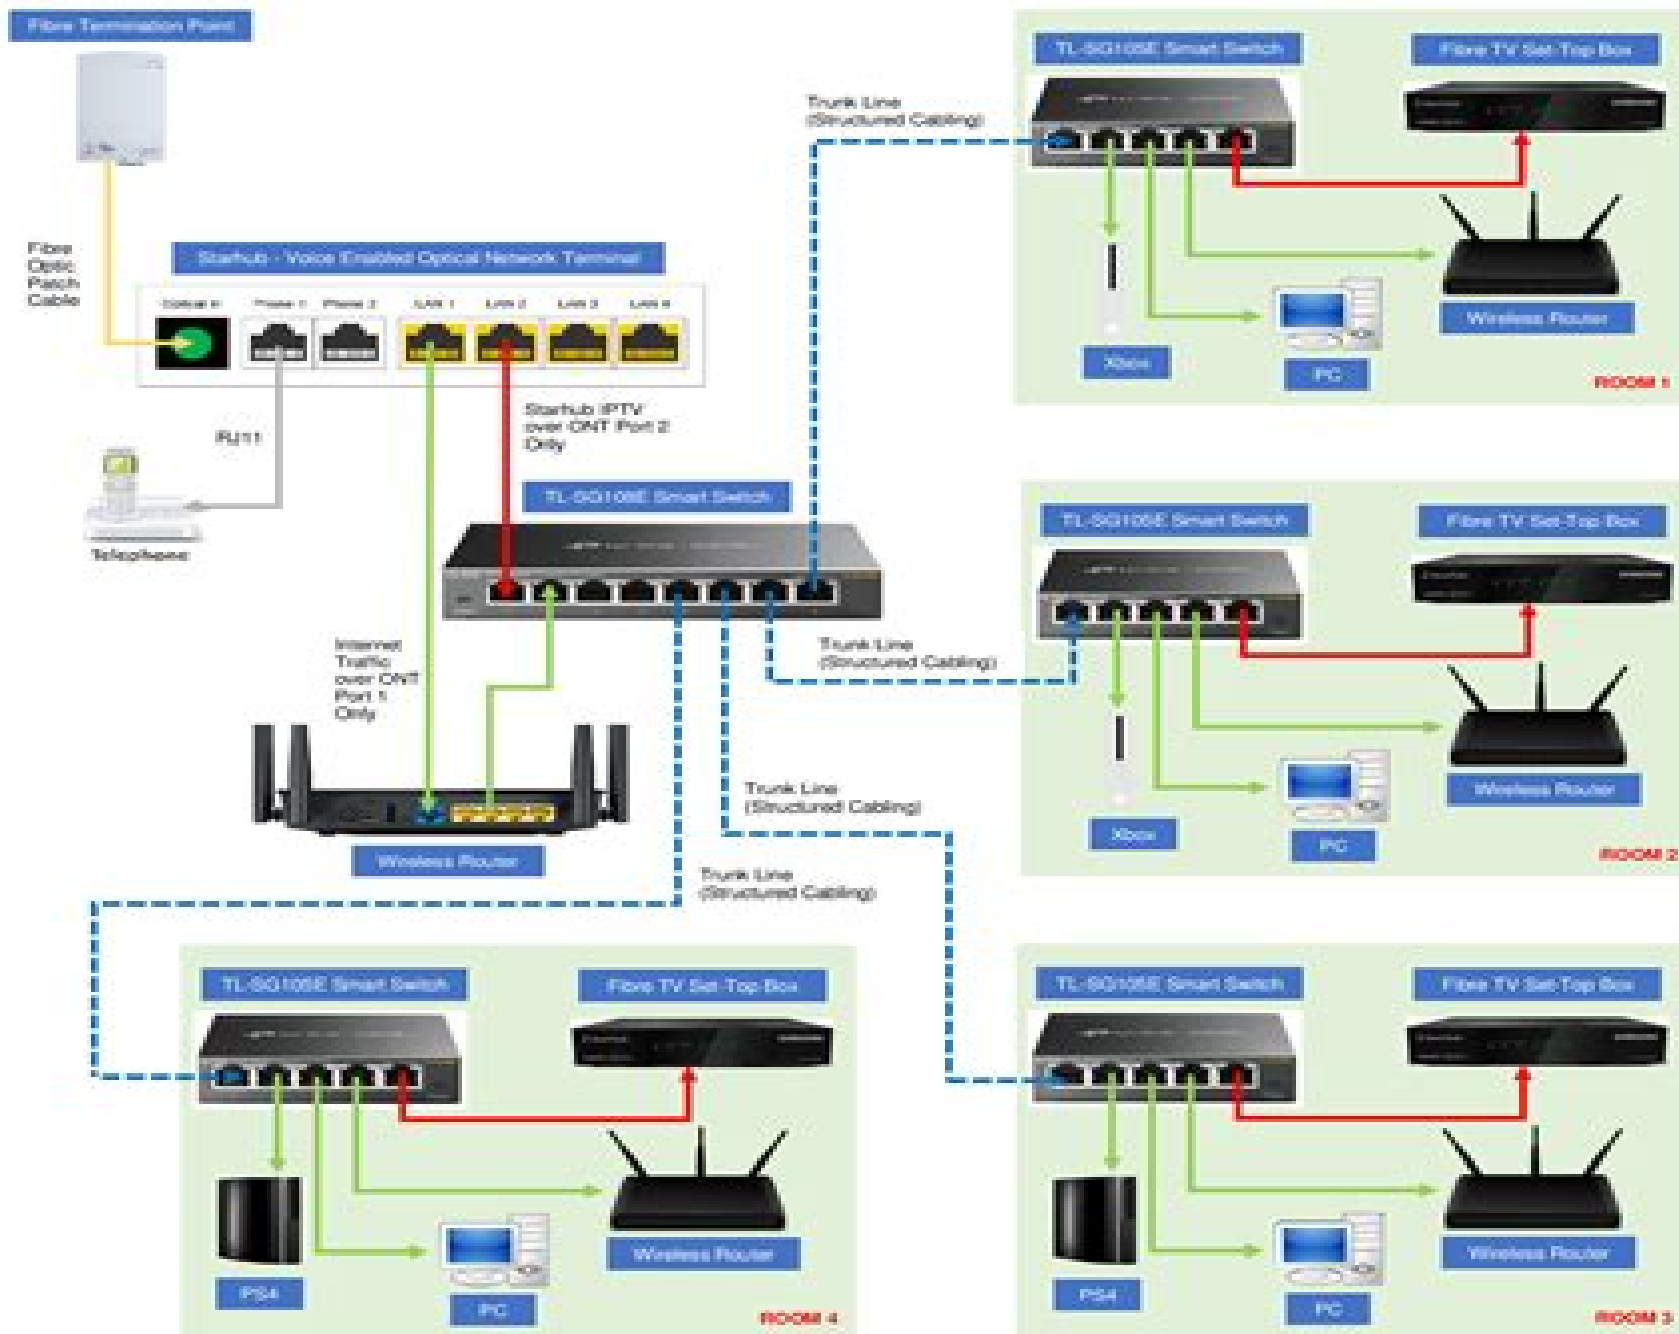 Fibre Termination Point
Fibre
Optic
Patch
Cable
Starhub - Voice Enabled Optical Network Terminal
Optical In
Phone 1
Phone 2
LAN 1
LAN 2
LAN 3
LAN 4
RJ11
Telephone
Starhub IPTV
over ONT Port 2
Only
TL-SG108E Smart Switch
Internet
Traffic
over ONT
Port 1
Only
Wireless Router
Trunk Line
(Structured Cabling)
TL-SG105E Smart Switch
Fibre TV Set-Top Box
Xbox
PC
Wireless Router
ROOM 1
Trunk Line
(Structured Cabling)
TL-SG105E Smart Switch
Fibre TV Set-Top Box
Xbox
PC
Wireless Router
ROOM 2
Trunk Line
(Structured Cabling)
TL-SG105E Smart Switch
Fibre TV Set-Top Box
PS4
PC
Wireless Router
ROOM 3
Trunk Line
(Structured Cabling)
TL-SG105E Smart Switch
Fibre TV Set-Top Box
PS4
PC
Wireless Router
ROOM 4